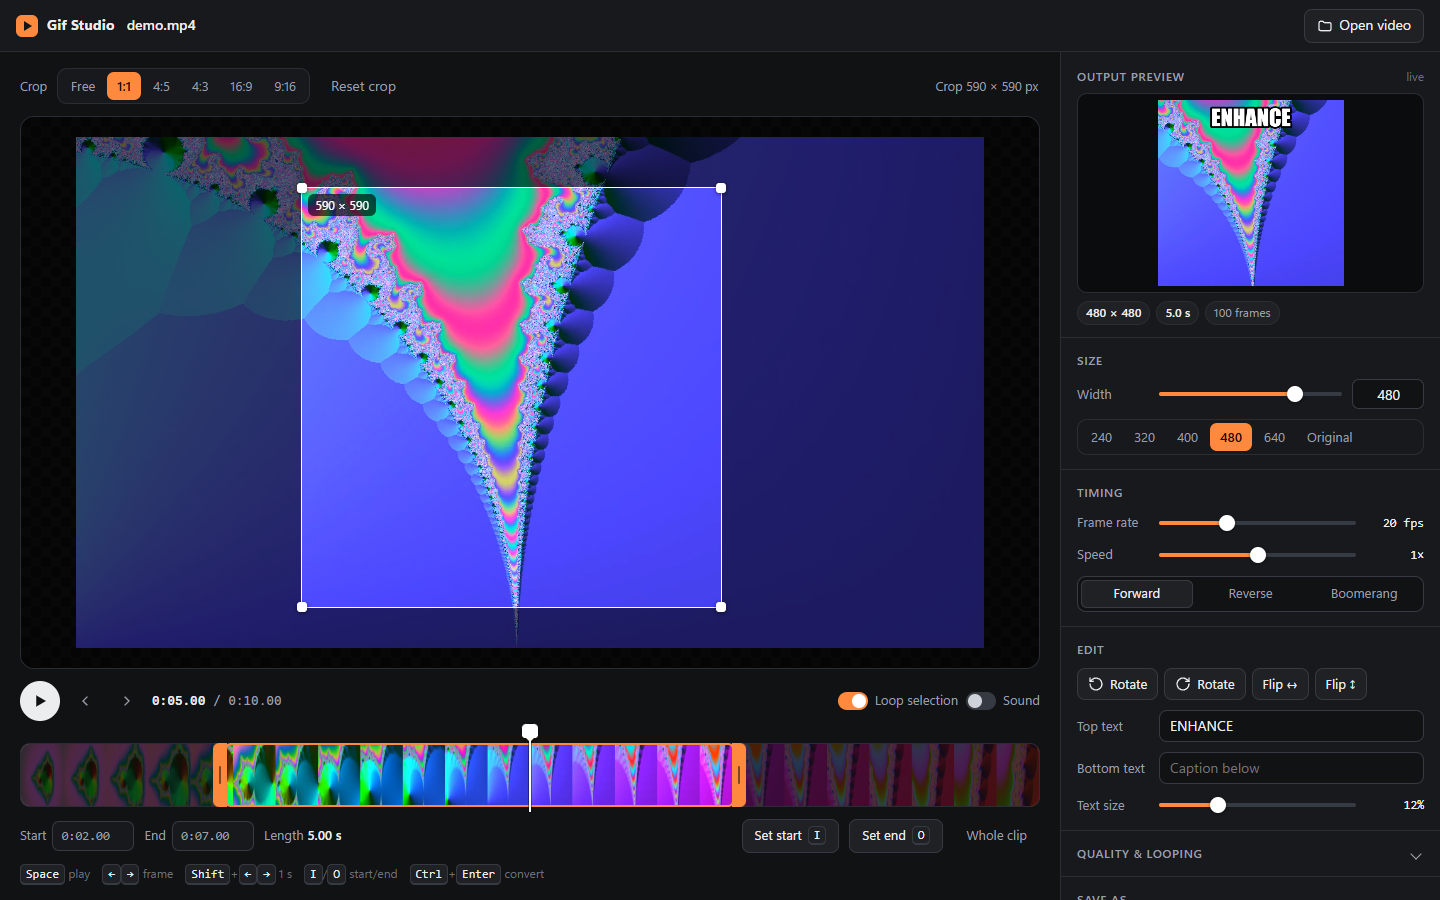 Gif Studio demo.mp4
Open video
Crop Free 1:1 4:5 4:3 16:9 9:16 Reset crop
Crop 590 × 590 px
590 × 590
0:05.00 / 0:10.00
Loop selection Sound
Start 0:02.00 End 0:07.00 Length 5.00 s
Set start I Set end O Whole clip
Space play ← → frame Shift + ← → 1 s I / O start/end Ctrl + Enter convert
OUTPUT PREVIEW live
ENHANCE
480 × 480 5.0 s 100 frames
SIZE
Width 480
240 320 400 480 640 Original
TIMING
Frame rate 20 fps
Speed 1×
Forward Reverse Boomerang
EDIT
Rotate Rotate Flip ↔ Flip ↕
Top text ENHANCE
Bottom text Caption below
Text size 12%
QUALITY & LOOPING
SAVE AS